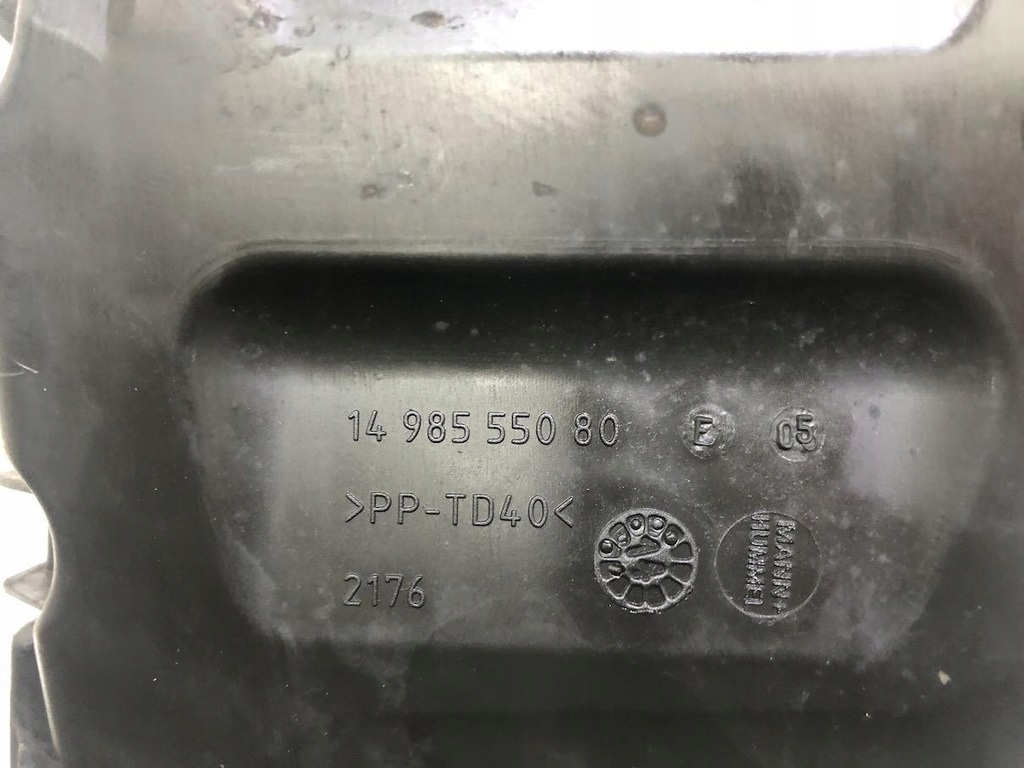 14 985 550 80 F 05
>PP-TD40<
2176
MANN+
HUMMEL